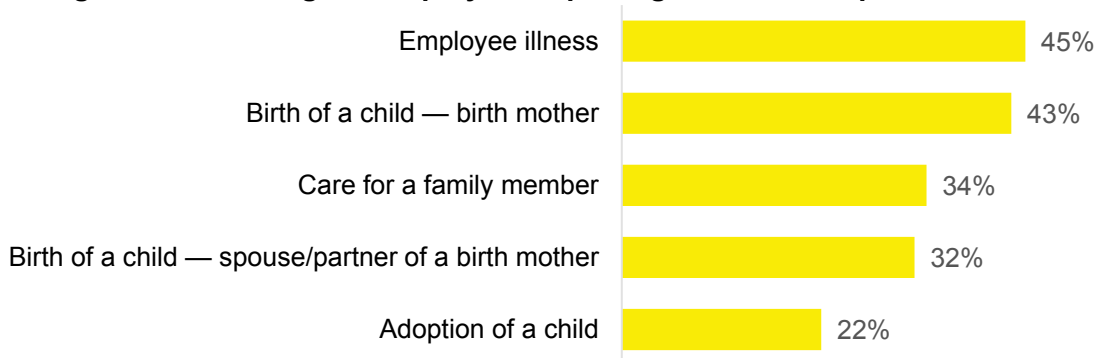 Employee illness 45%
Birth of a child — birth mother 43%
Care for a family member 34%
Birth of a child — spouse/partner of a birth mother 32%
Adoption of a child 22%